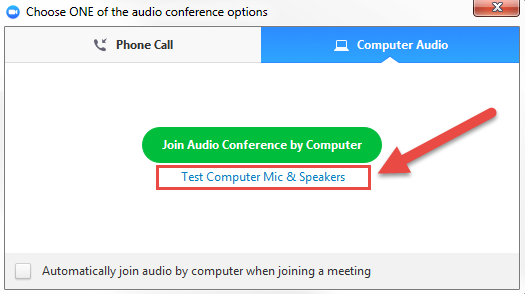 Choose ONE of the audio conference options
Phone Call
Computer Audio
Join Audio Conference by Computer
Test Computer Mic & Speakers
Automatically join audio by computer when joining a meeting